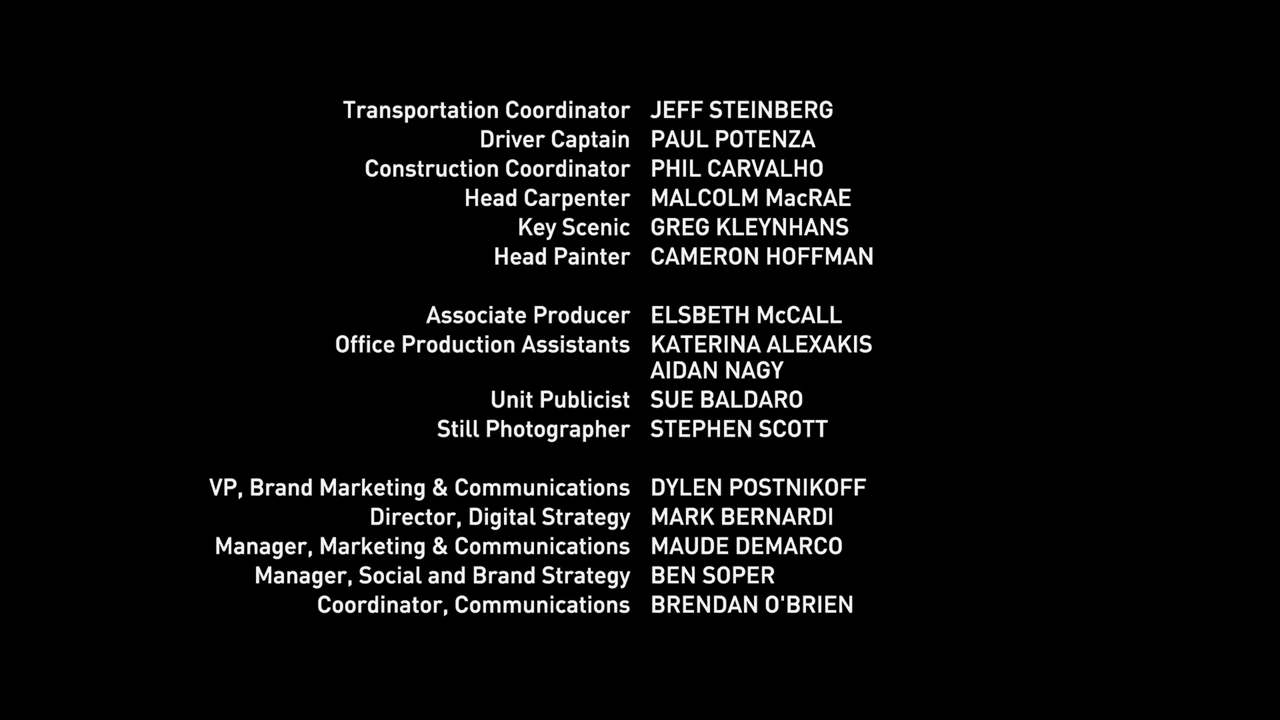 Transportation Coordinator JEFF STEINBERG
Driver Captain PAUL POTENZA
Construction Coordinator PHIL CARVALHO
Head Carpenter MALCOLM MacRAE
Key Scenic GREG KLEYNHANS
Head Painter CAMERON HOFFMAN
Associate Producer ELSBETH McCALL
Office Production Assistants KATERINA ALEXAKIS
AIDAN NAGY
Unit Publicist SUE BALDARO
Still Photographer STEPHEN SCOTT
VP, Brand Marketing & Communications DYLEN POSTNIKOFF
Director, Digital Strategy MARK BERNARDI
Manager, Marketing & Communications MAUDE DEMARCO
Manager, Social and Brand Strategy BEN SOPER
Coordinator, Communications BRENDAN O'BRIEN